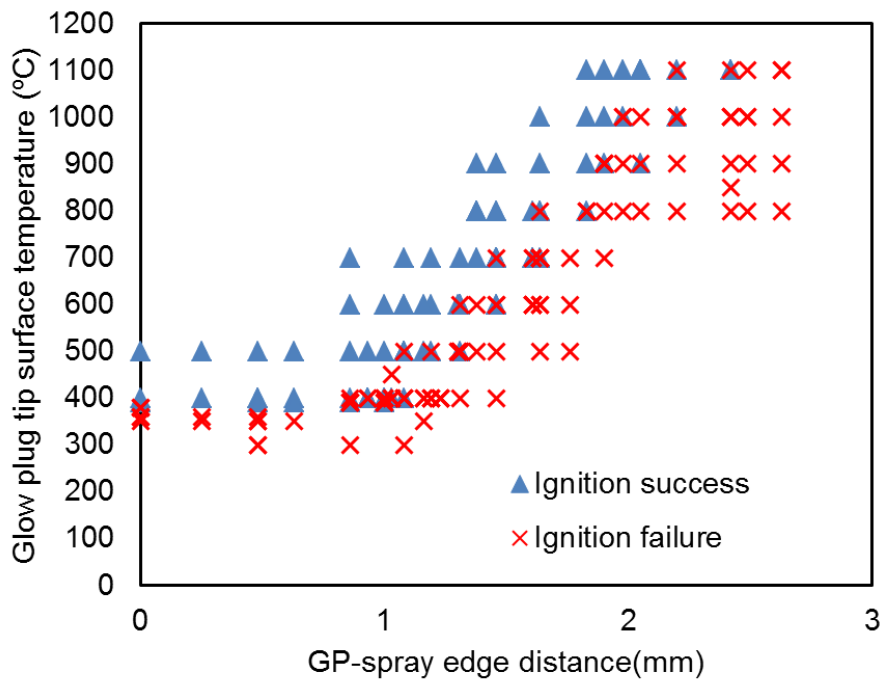 1200
1100
1000
900
800
700
600
500
400
300
200
100
0
Glow plug tip surface temperature (ºC)
Ignition success
Ignition failure
0 1 2 3
GP-spray edge distance(mm)